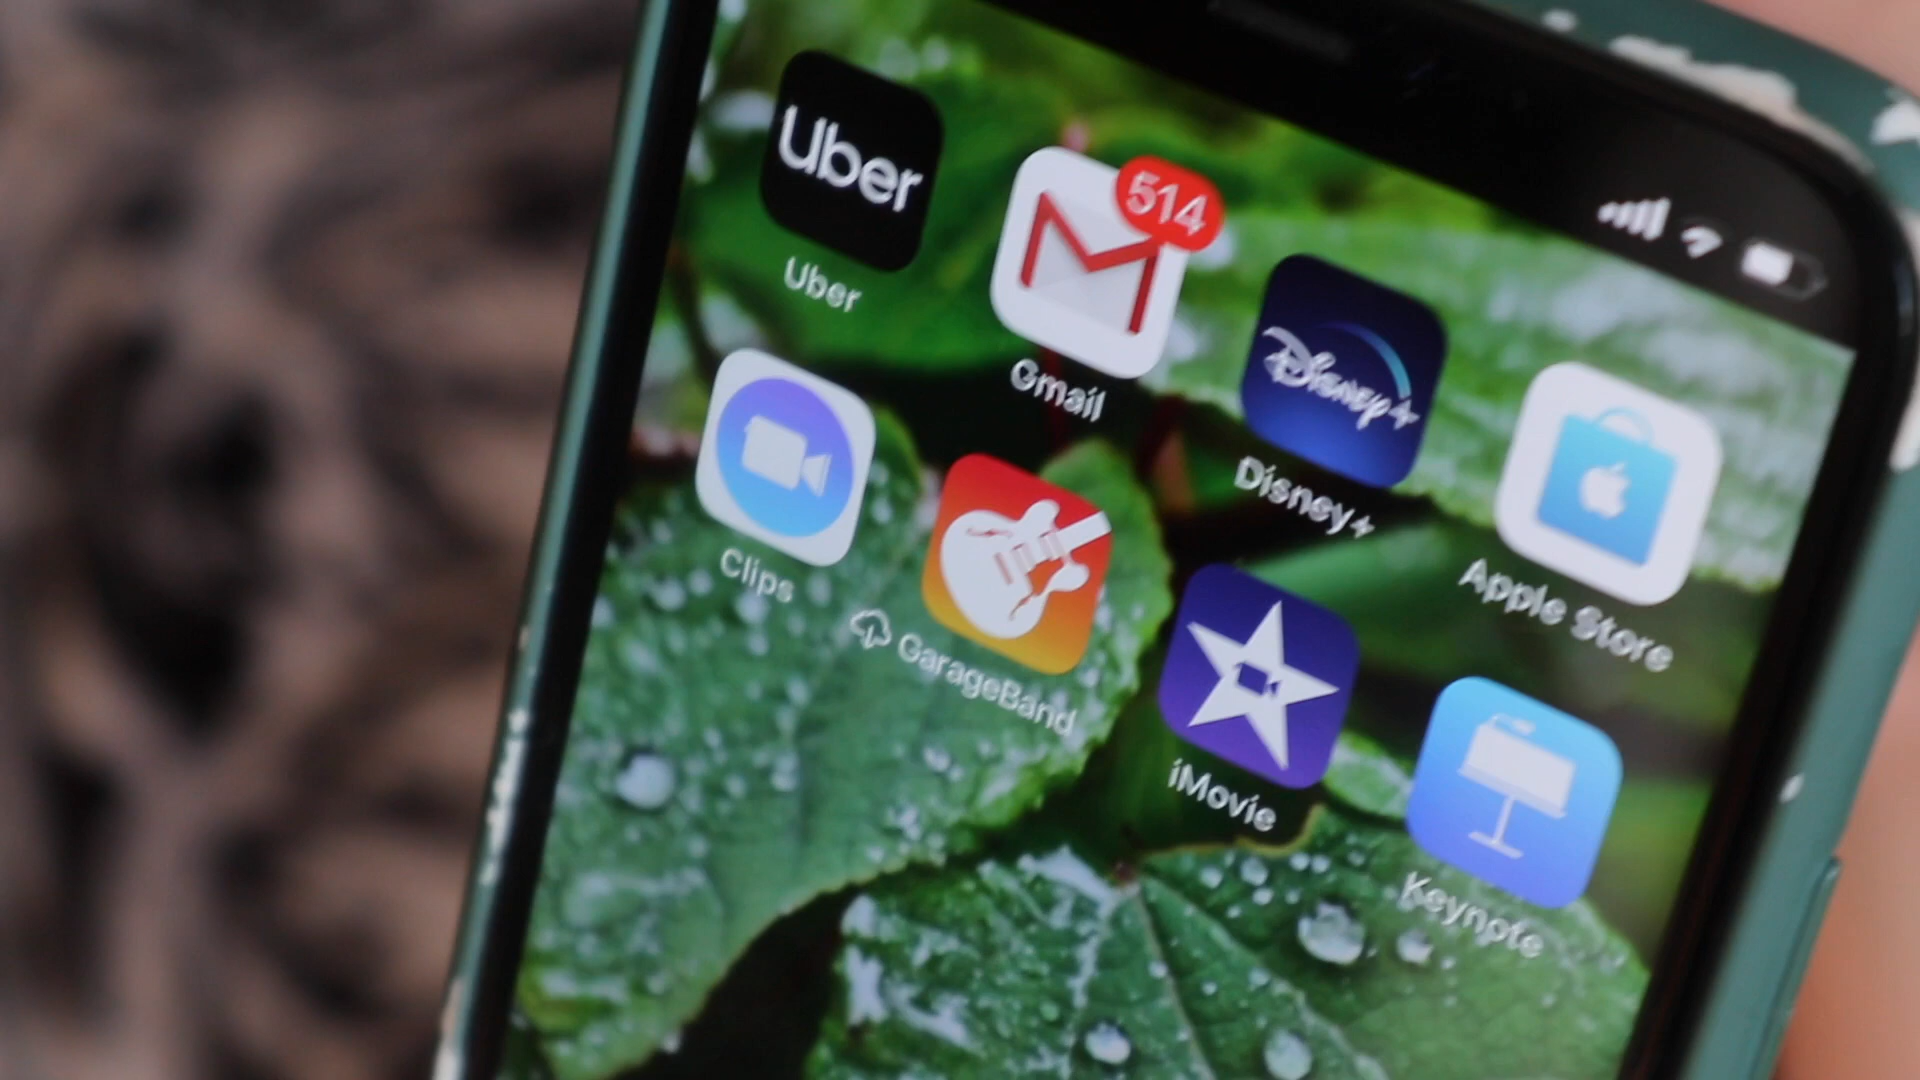 Uber
Uber
514
Gmail
Disney+
Disney+
Apple Store
Clips
GarageBand
iMovie
Keynote